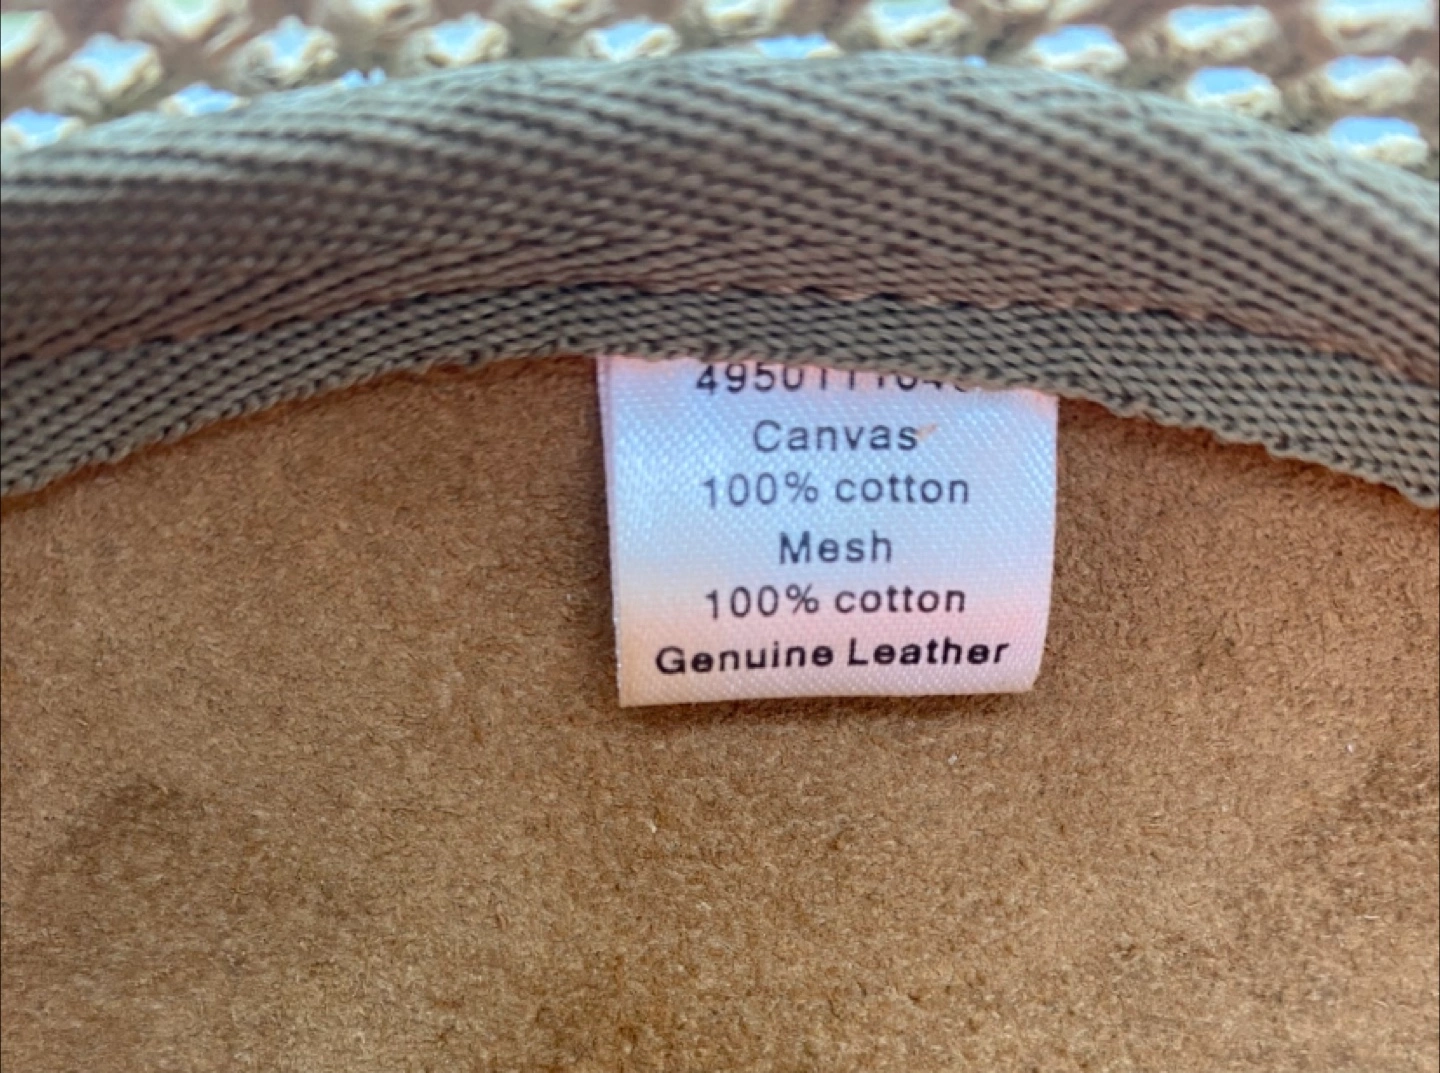 Canvas
100% cotton
Mesh
100% cotton
Genuine Leather